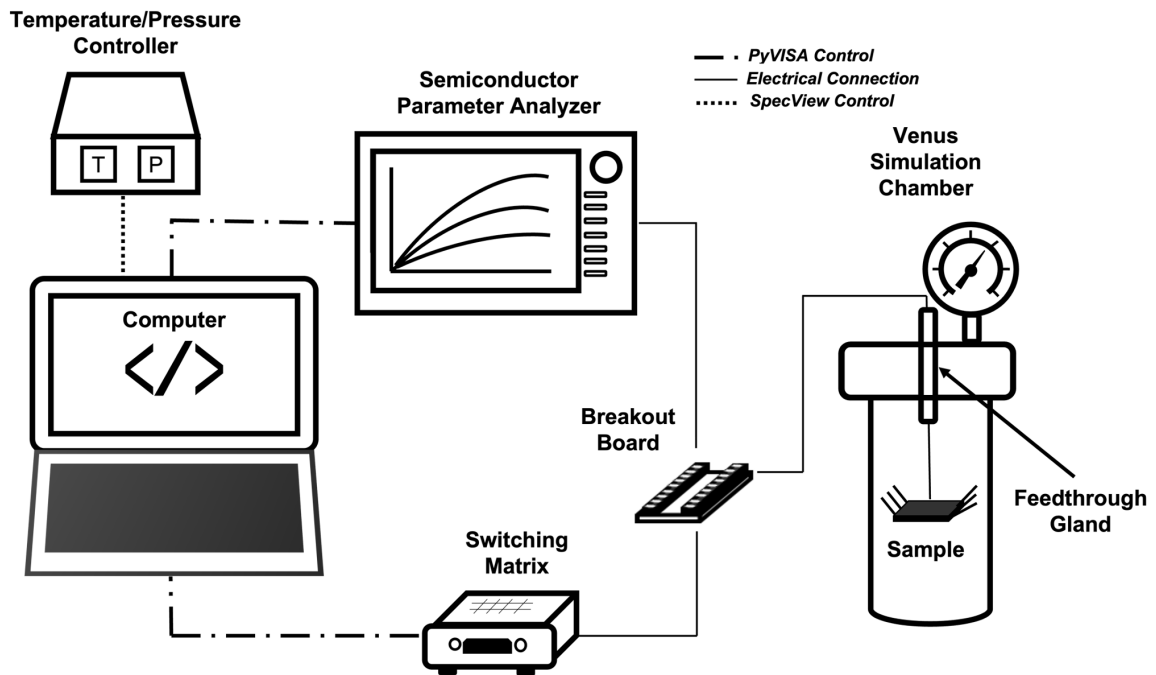 Temperature/Pressure
Controller
T P
Semiconductor
Parameter Analyzer
PyVISA Control
Electrical Connection
SpecView Control
Venus
Simulation
Chamber
Computer
</>
Breakout
Board
Feedthrough
Gland
Sample
Switching
Matrix